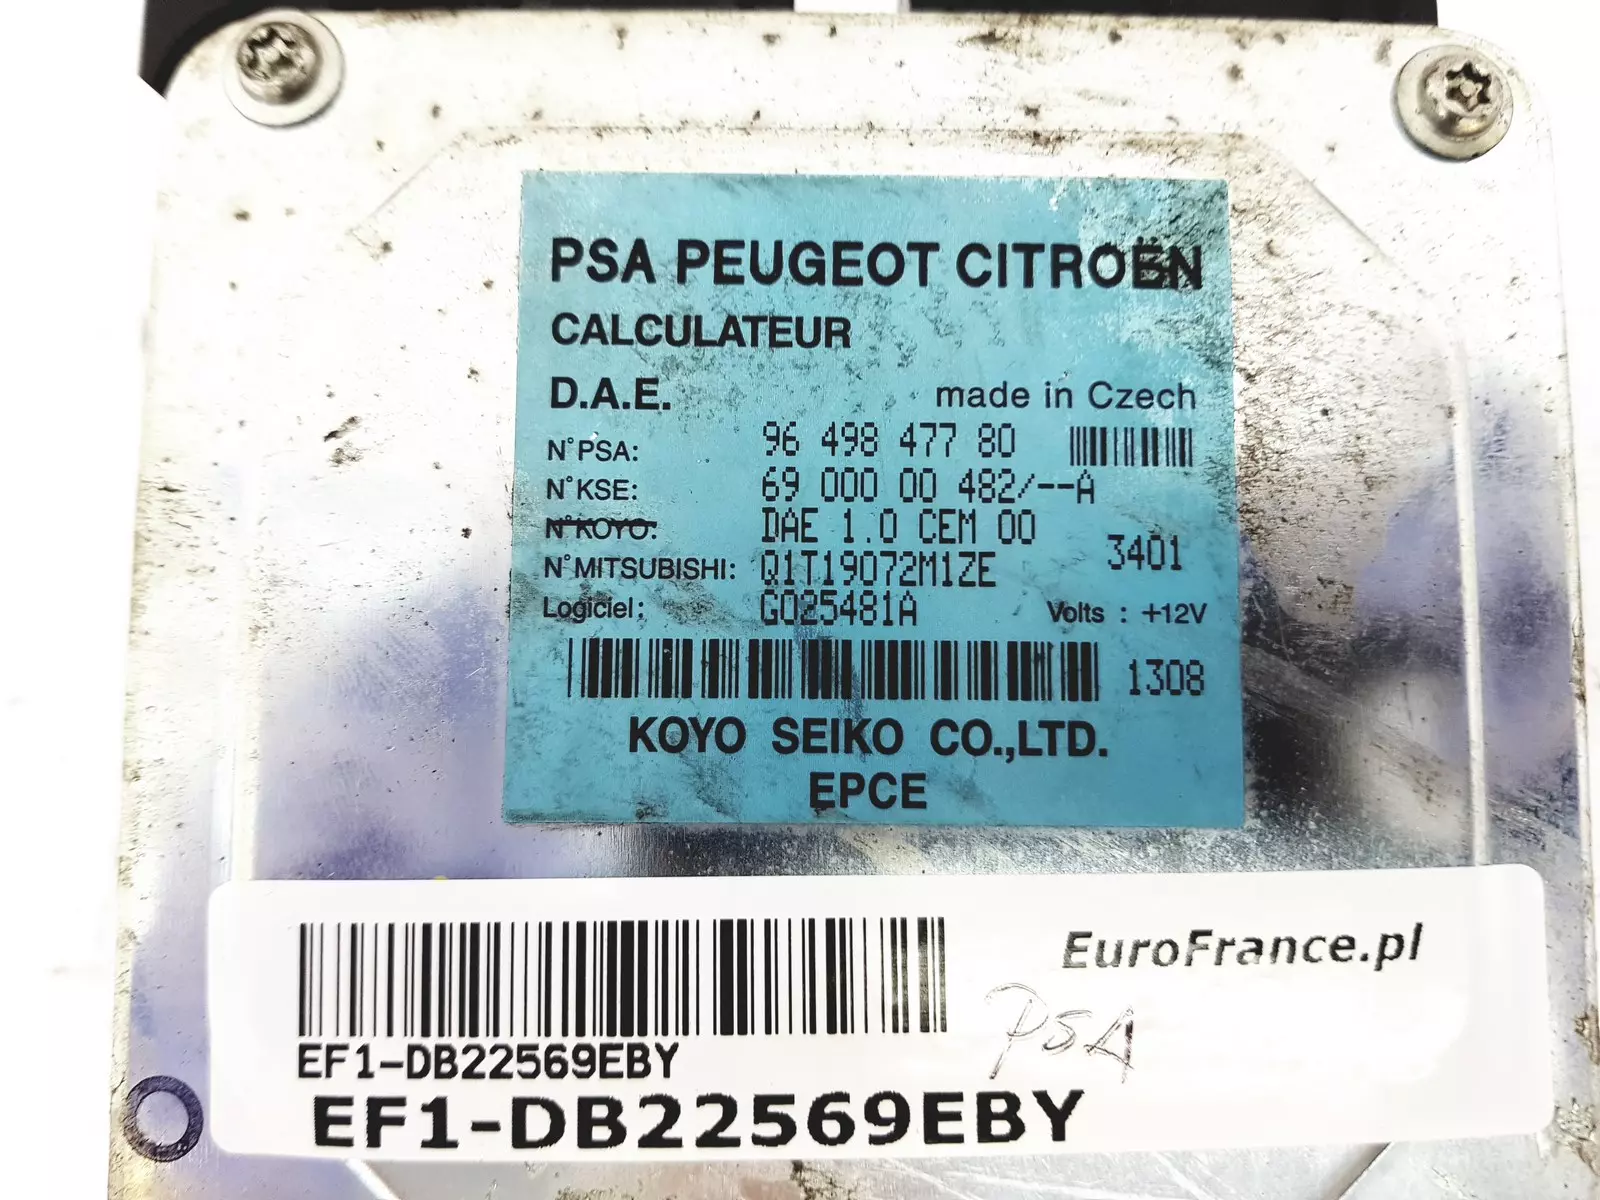 PSA PEUGEOT CITROËN
CALCULATEUR
D.A.E. made in Czech
N°PSA: 96 498 477 80
N°KSE: 69 000 00 482/--A
N°KOYO: DAE 1.0 CEM 00
3401
N°MITSUBISHI: Q1T19072M1ZE
Logiciel: G025481A Volts : +12V
1308
KOYO SEIKO CO.,LTD.
EPCE
EuroFrance.pl
PSA
EF1-DB22569EBY
EF1-DB22569EBY